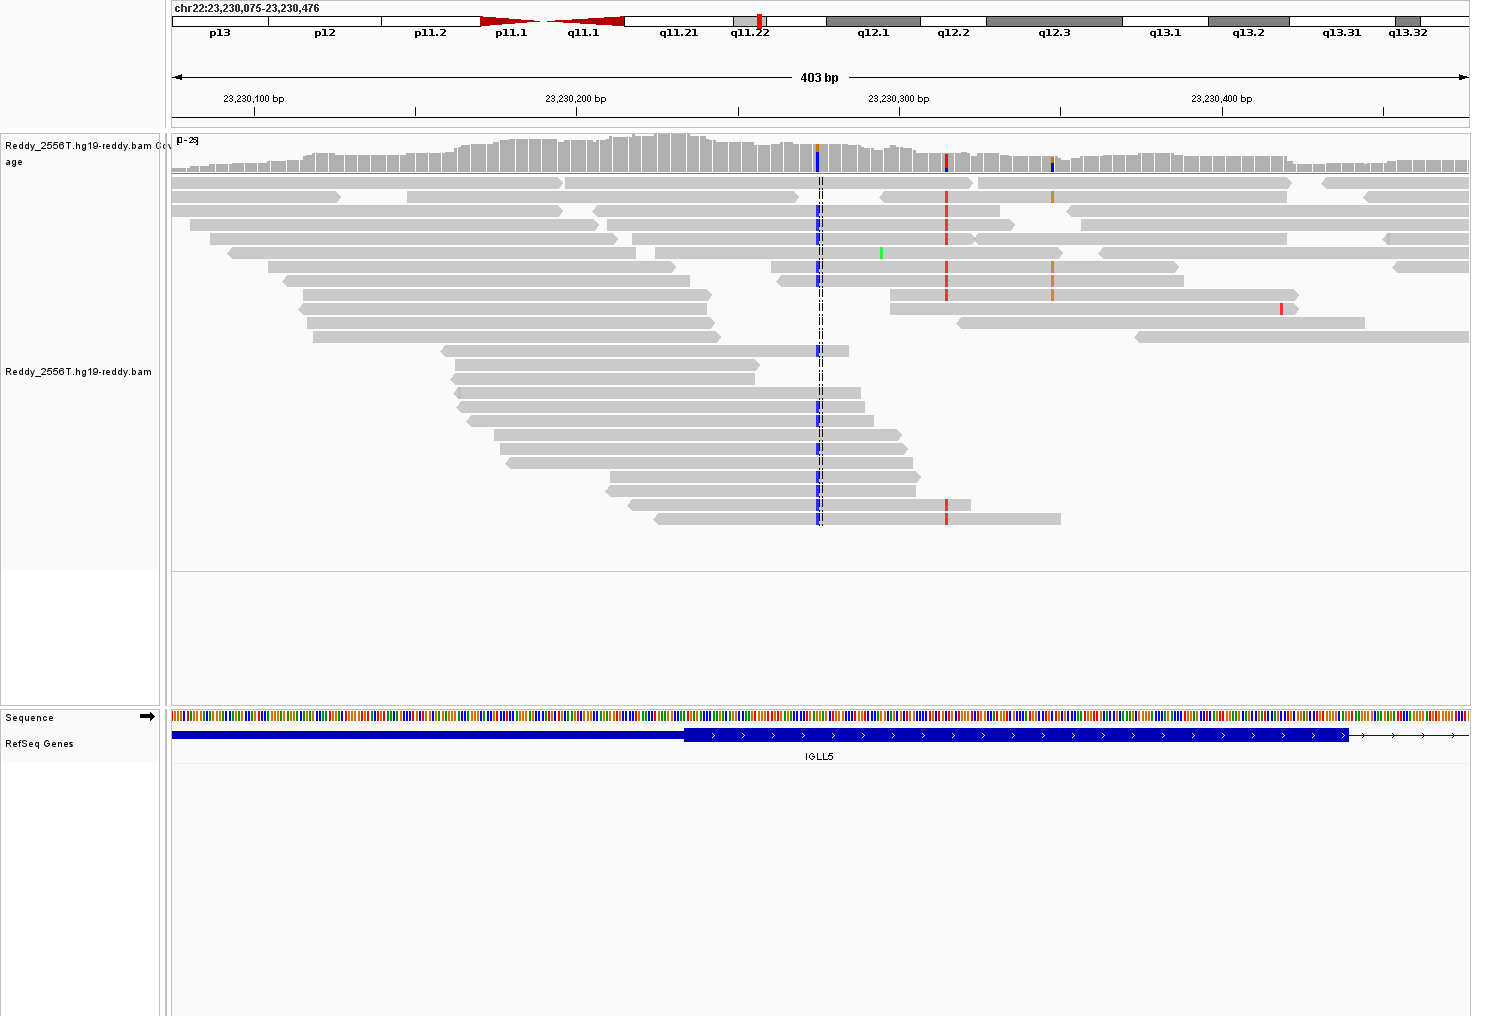 chr22:23,230,075-23,230,476
p13 p12 p11.2 p11.1 q11.1 q11.21 q11.22 q12.1 q12.2 q12.3 q13.1 q13.2 q13.31 q13.32
403 bp
23,230,100 bp 23,230,200 bp 23,230,300 bp 23,230,400 bp
Reddy_2556T.hg19-reddy.bam Cov
age
Reddy_2556T.hg19-reddy.bam
Sequence
RefSeq Genes
IGLL5